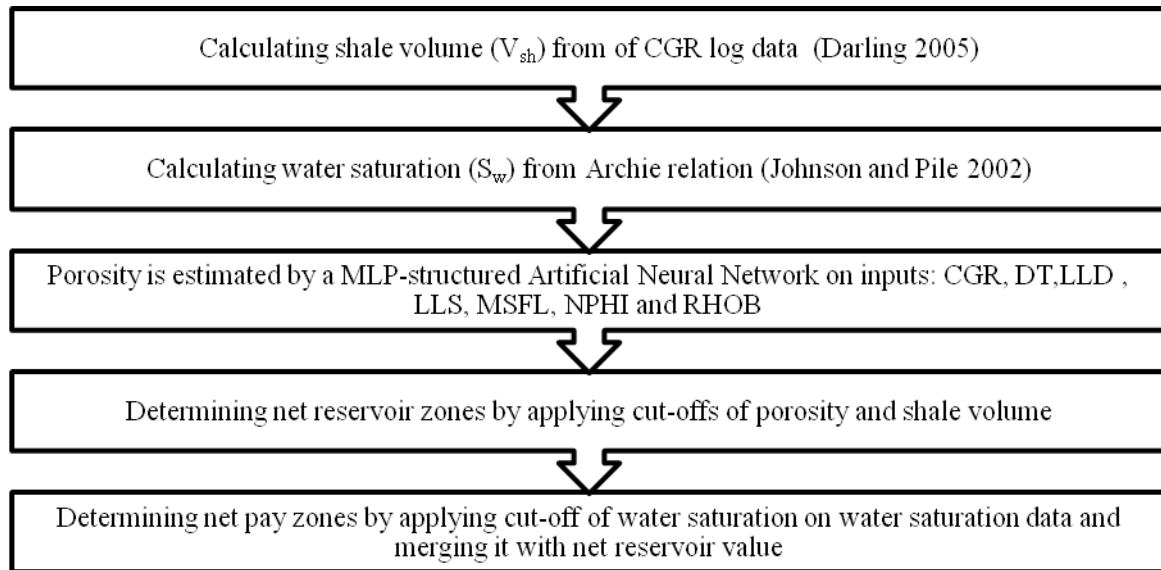 Calculating shale volume (Vsh) from of CGR log data (Darling 2005)
Calculating water saturation (Sw) from Archie relation (Johnson and Pile 2002)
Porosity is estimated by a MLP-structured Artificial Neural Network on inputs: CGR, DT,LLD ,
LLS, MSFL, NPHI and RHOB
Determining net reservoir zones by applying cut-offs of porosity and shale volume
Determining net pay zones by applying cut-off of water saturation on water saturation data and
merging it with net reservoir value